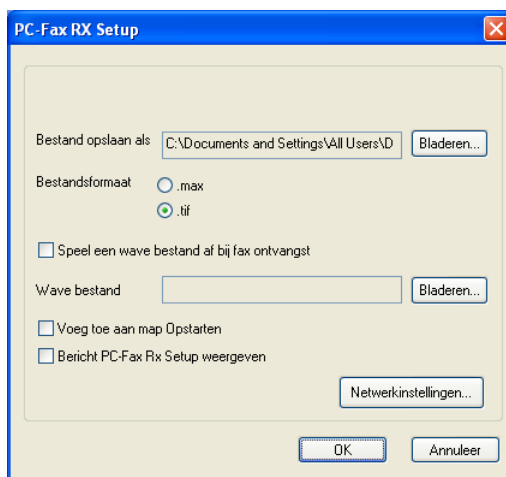 PC-Fax RX Setup
Bestand opslaan als C:\Documents and Settings\All Users\D Bladeren...
Bestandsformaat .max
.tif
Speel een wave bestand af bij fax ontvangst
Wave bestand Bladeren...
Voeg toe aan map Opstarten
Bericht PC-Fax Rx Setup weergeven
Netwerkinstellingen...
OK Annuleer